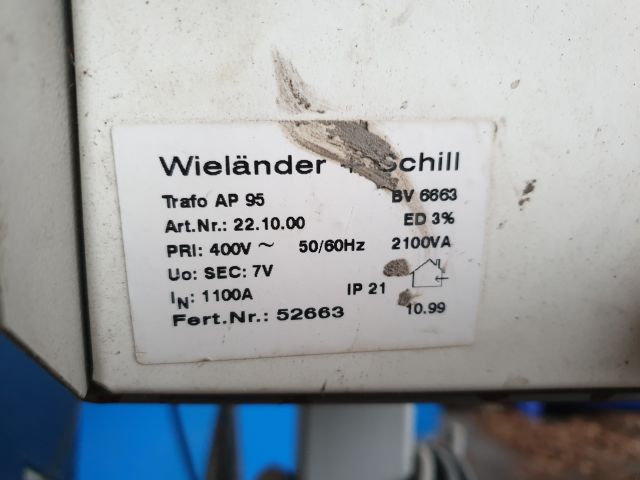 Wieländer + Schill
Trafo AP 95 BV 6663
Art.Nr.: 22.10.00 ED 3%
PRI: 400V ~ 50/60Hz 2100VA
Uo: SEC: 7V
IN: 1100A IP 21
Fert.Nr.: 52663 10.99